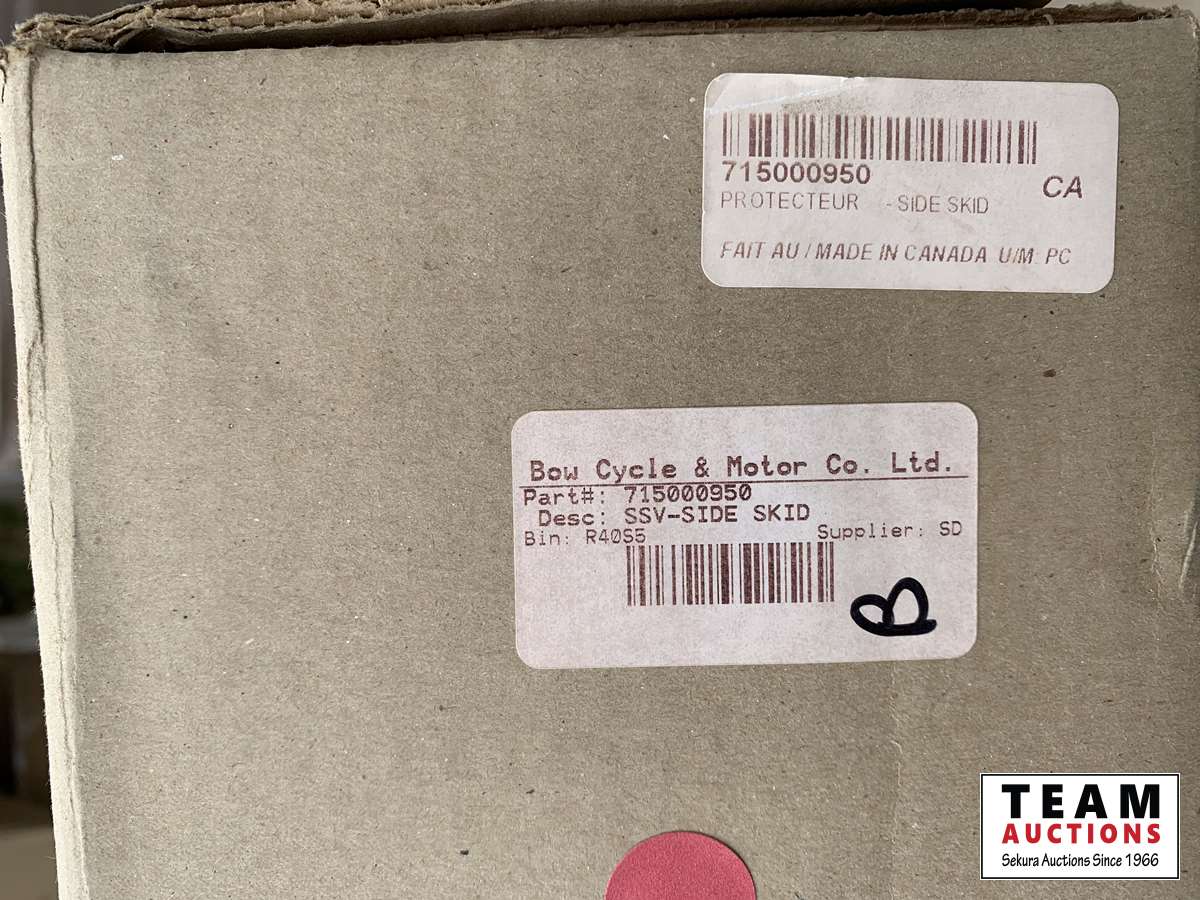 715000950
CA
PROTECTEUR - SIDE SKID
FAIT AU / MADE IN CANADA U/M: PC
Bow Cycle & Motor Co. Ltd.
Part#: 715000950
Desc: SSV-SIDE SKID
Bin: R40S5 Supplier: SD
B
TEAM
AUCTIONS
Sekura Auctions Since 1966